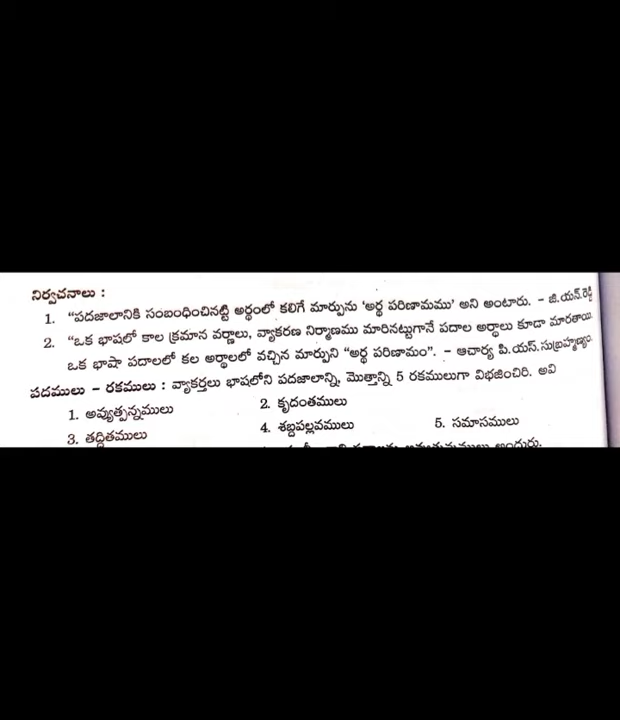 నిర్వచనాలు :
1. "పదజాలానికి సంబంధించినట్టి అర్థంలో కలిగే మార్పును 'అర్థ పరిణామము' అని అంటారు. – జి.యన్.రెడ్డి
2. "ఒక భాషలో కాల క్రమాన వర్ణాలు, వ్యాకరణ నిర్మాణము మారినట్టుగానే పదాల అర్థాలు కూడా మారతాయి.
ఒక భాషా పదాలలో కల అర్థాలలో వచ్చిన మార్పుని "అర్థ పరిణామం". – ఆచార్య పి.యస్.సుబ్రహ్మణ్యం.
పదములు – రకములు : వ్యాకర్తలు భాషలోని పదజాలాన్ని, మొత్తాన్ని 5 రకములుగా విభజించిరి. అవి
1. అవ్యుత్పన్నములు 2. కృదంతములు
3. తద్ధితములు 4. శబ్దపల్లవములు 5. సమాసములు
అందురు.